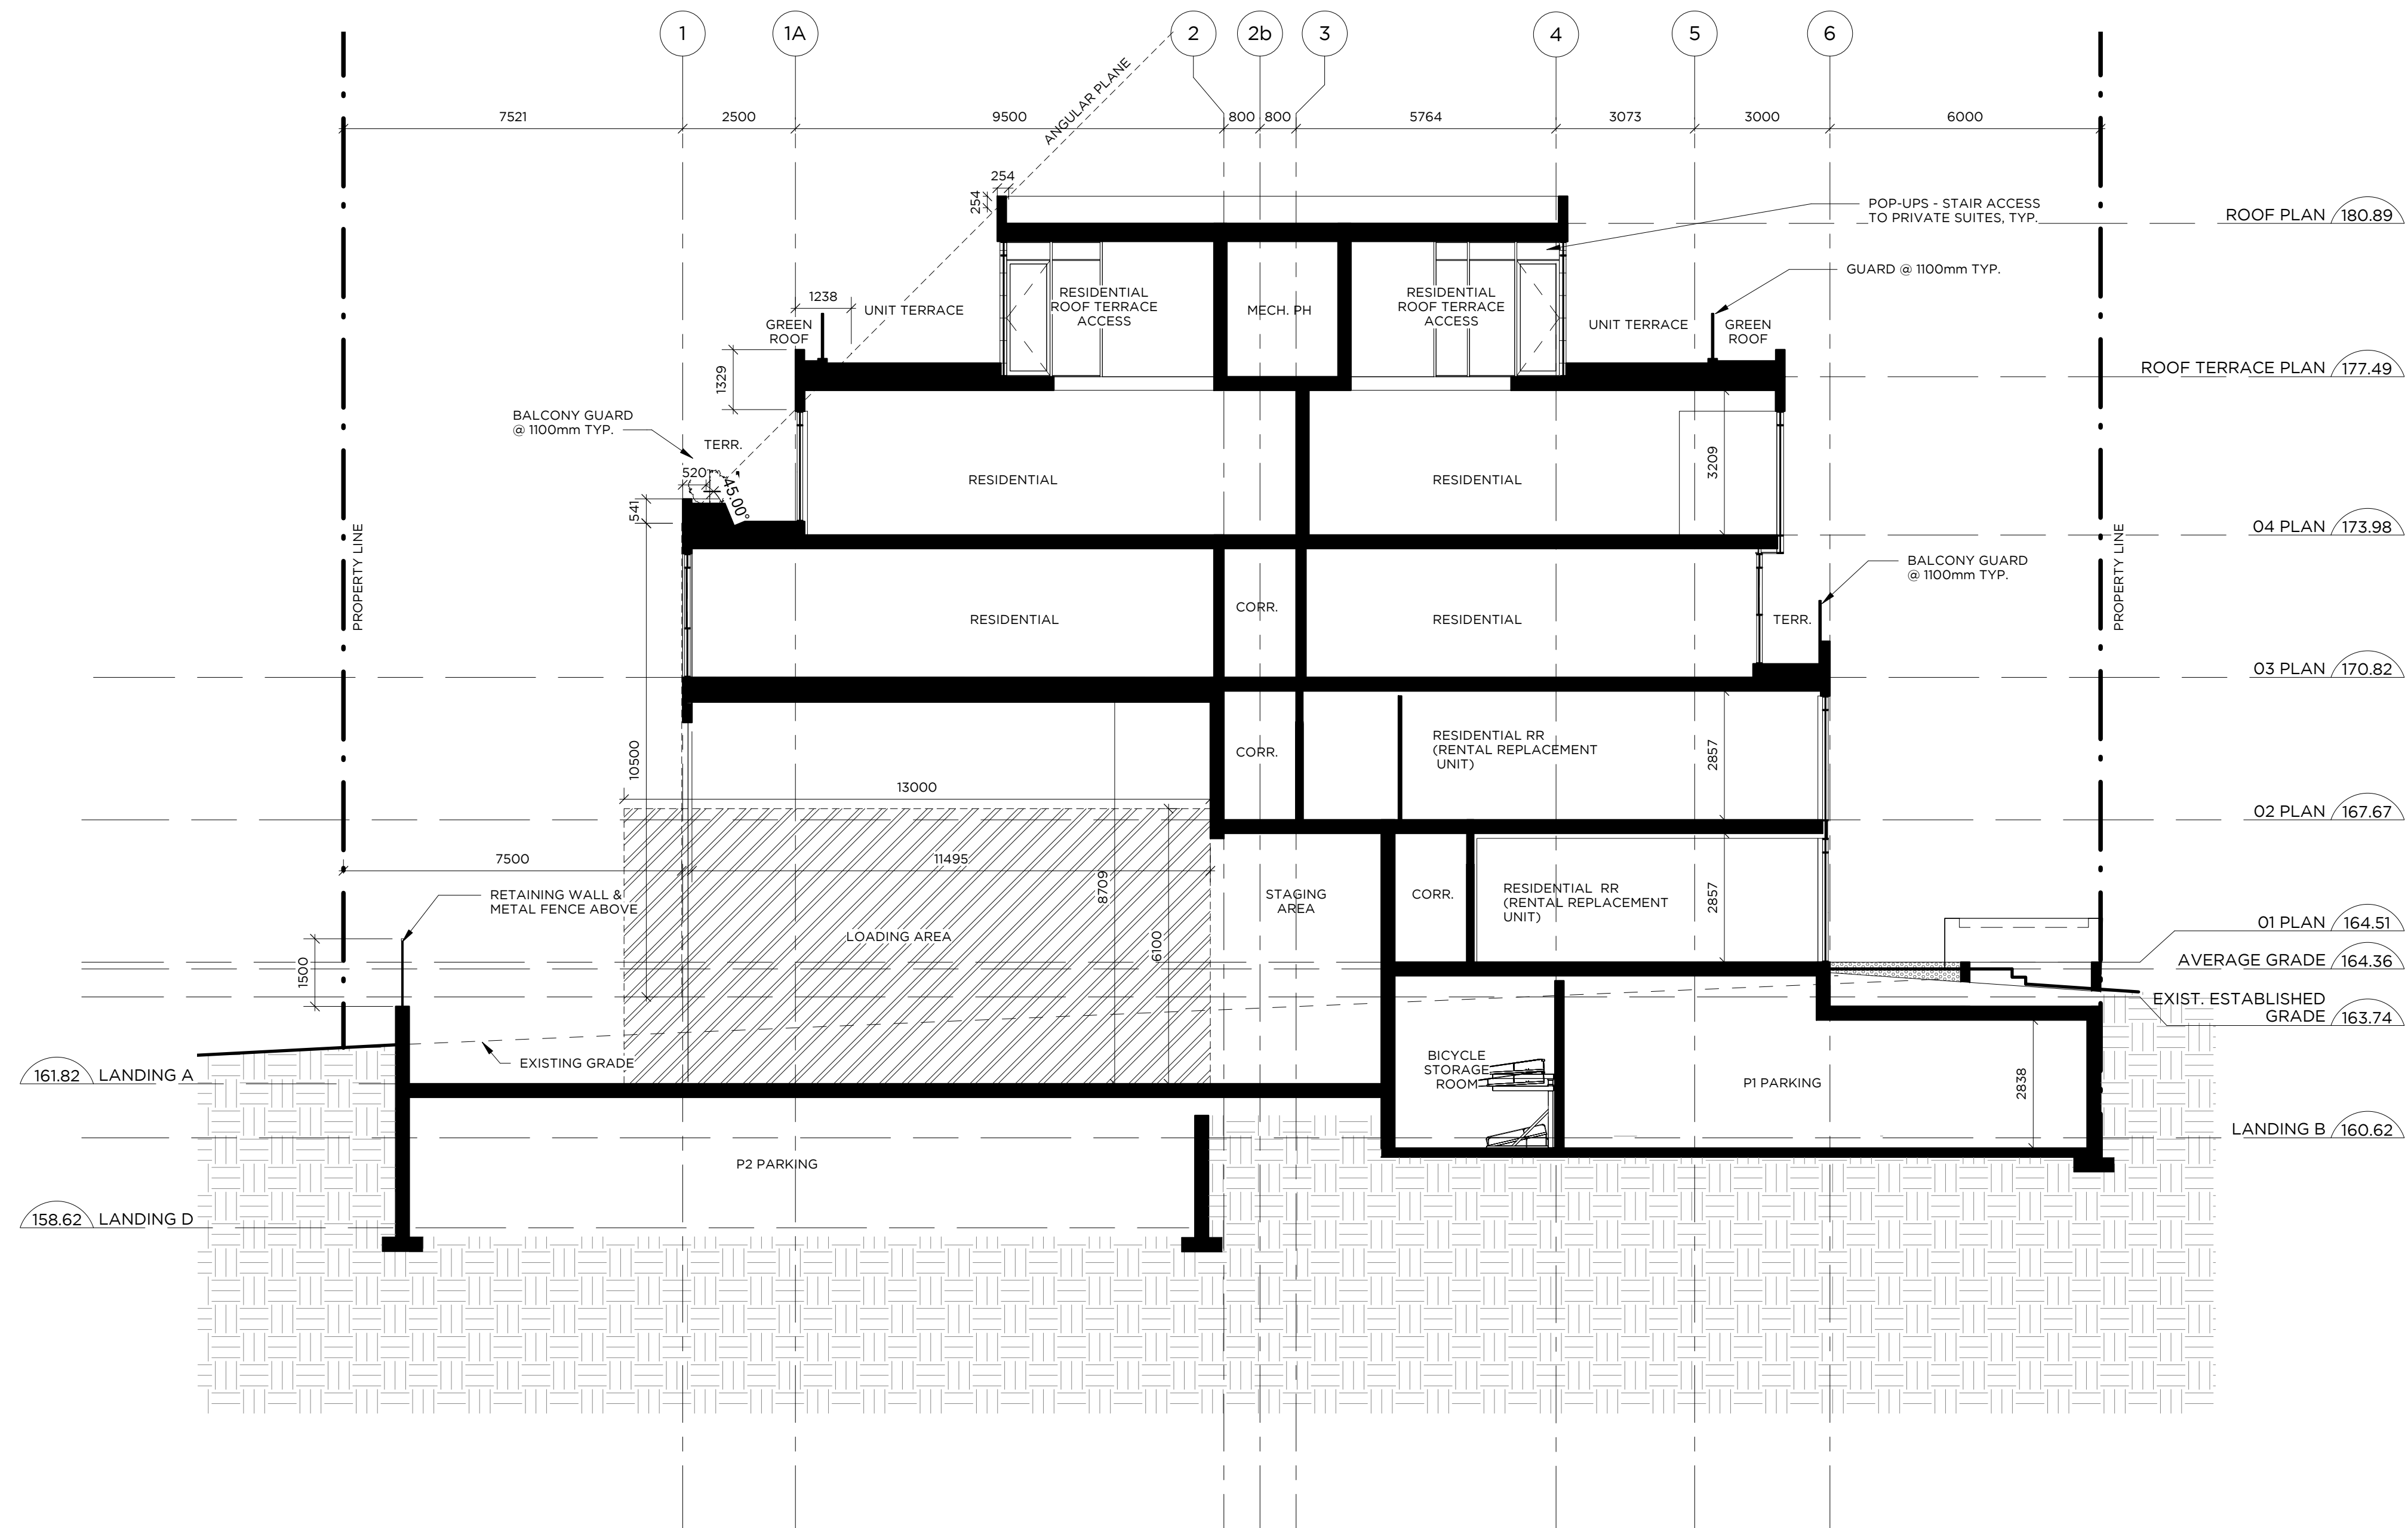 1
1A
2
2b
3
4
5
6
7521
2500
9500
800
800
5764
3073
3000
6000
ANGULAR PLANE
254
254
POP-UPS - STAIR ACCESS
TO PRIVATE SUITES, TYP.
ROOF PLAN 180.89
GUARD @ 1100mm TYP.
1238
UNIT TERRACE
GREEN
ROOF
RESIDENTIAL
ROOF TERRACE
ACCESS
MECH. PH
RESIDENTIAL
ROOF TERRACE
ACCESS
UNIT TERRACE
GREEN
ROOF
1329
ROOF TERRACE PLAN 177.49
BALCONY GUARD
@ 1100mm TYP.
TERR.
520
45.00°
541
RESIDENTIAL
RESIDENTIAL
3209
PROPERTY LINE
PROPERTY LINE
04 PLAN 173.98
BALCONY GUARD
@ 1100mm TYP.
RESIDENTIAL
CORR.
RESIDENTIAL
TERR.
03 PLAN 170.82
10500
CORR.
RESIDENTIAL RR
(RENTAL REPLACEMENT
UNIT)
2857
13000
02 PLAN 167.67
7500
11495
8709
RETAINING WALL &
METAL FENCE ABOVE
STAGING
AREA
CORR.
RESIDENTIAL RR
(RENTAL REPLACEMENT
UNIT)
2857
01 PLAN 164.51
LOADING AREA
6100
1500
AVERAGE GRADE 164.36
EXIST. ESTABLISHED
GRADE 163.74
EXISTING GRADE
161.82 LANDING A
BICYCLE
STORAGE
ROOM
P1 PARKING
2838
LANDING B 160.62
P2 PARKING
158.62 LANDING D